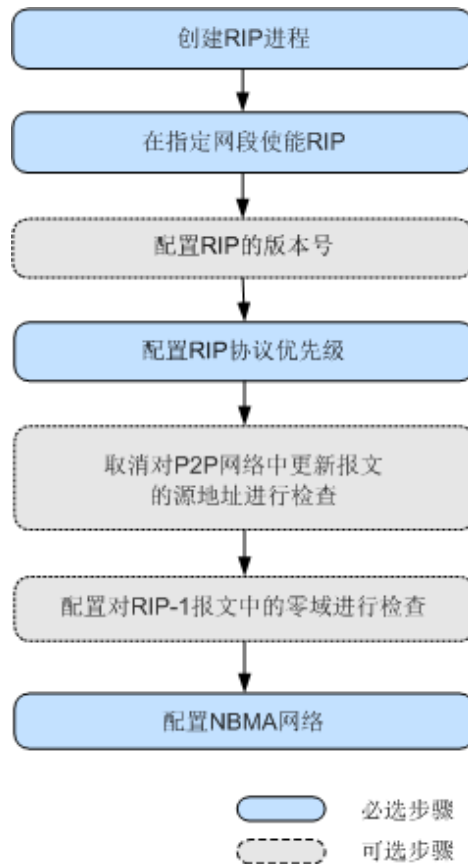 创建RIP进程
在指定网段使能RIP
配置RIP的版本号
配置RIP协议优先级
取消对P2P网络中更新报文
的源地址进行检查
配置对RIP-1报文中的零域进行检查
配置NBMA网络
必选步骤
可选步骤